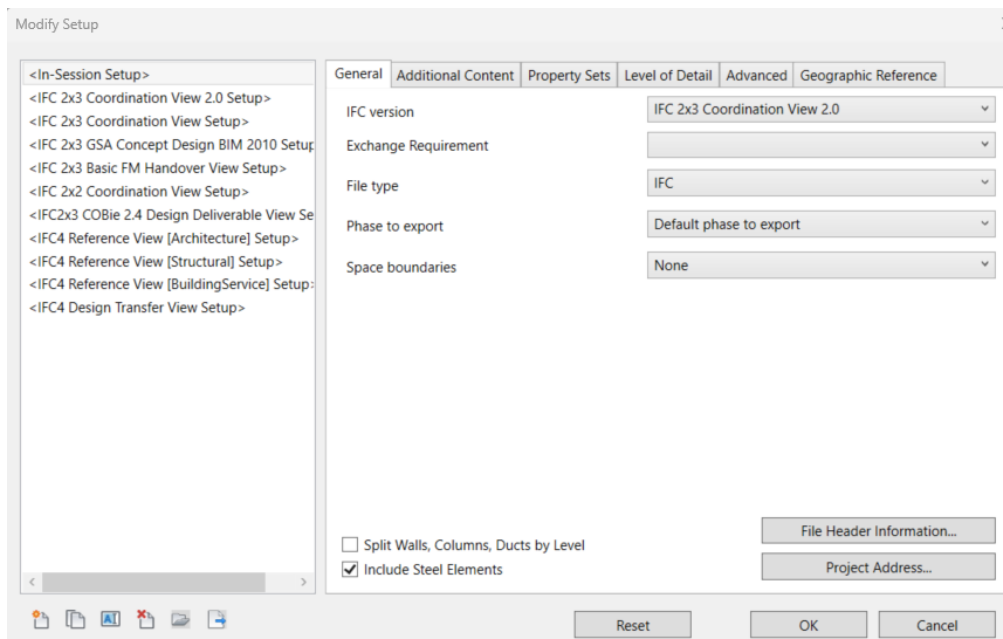 Modify Setup
<In-Session Setup>
<IFC 2x3 Coordination View 2.0 Setup>
<IFC 2x3 Coordination View Setup>
<IFC 2x3 GSA Concept Design BIM 2010 Setup
<IFC 2x3 Basic FM Handover View Setup>
<IFC 2x2 Coordination View Setup>
<IFC2x3 COBie 2.4 Design Deliverable View Se
<IFC4 Reference View [Architecture] Setup>
<IFC4 Reference View [Structural] Setup>
<IFC4 Reference View [BuildingService] Setup>
<IFC4 Design Transfer View Setup>
General Additional Content Property Sets Level of Detail Advanced Geographic Reference
IFC version IFC 2x3 Coordination View 2.0
Exchange Requirement
File type IFC
Phase to export Default phase to export
Space boundaries None
Split Walls, Columns, Ducts by Level
Include Steel Elements
File Header Information...
Project Address...
Reset OK Cancel